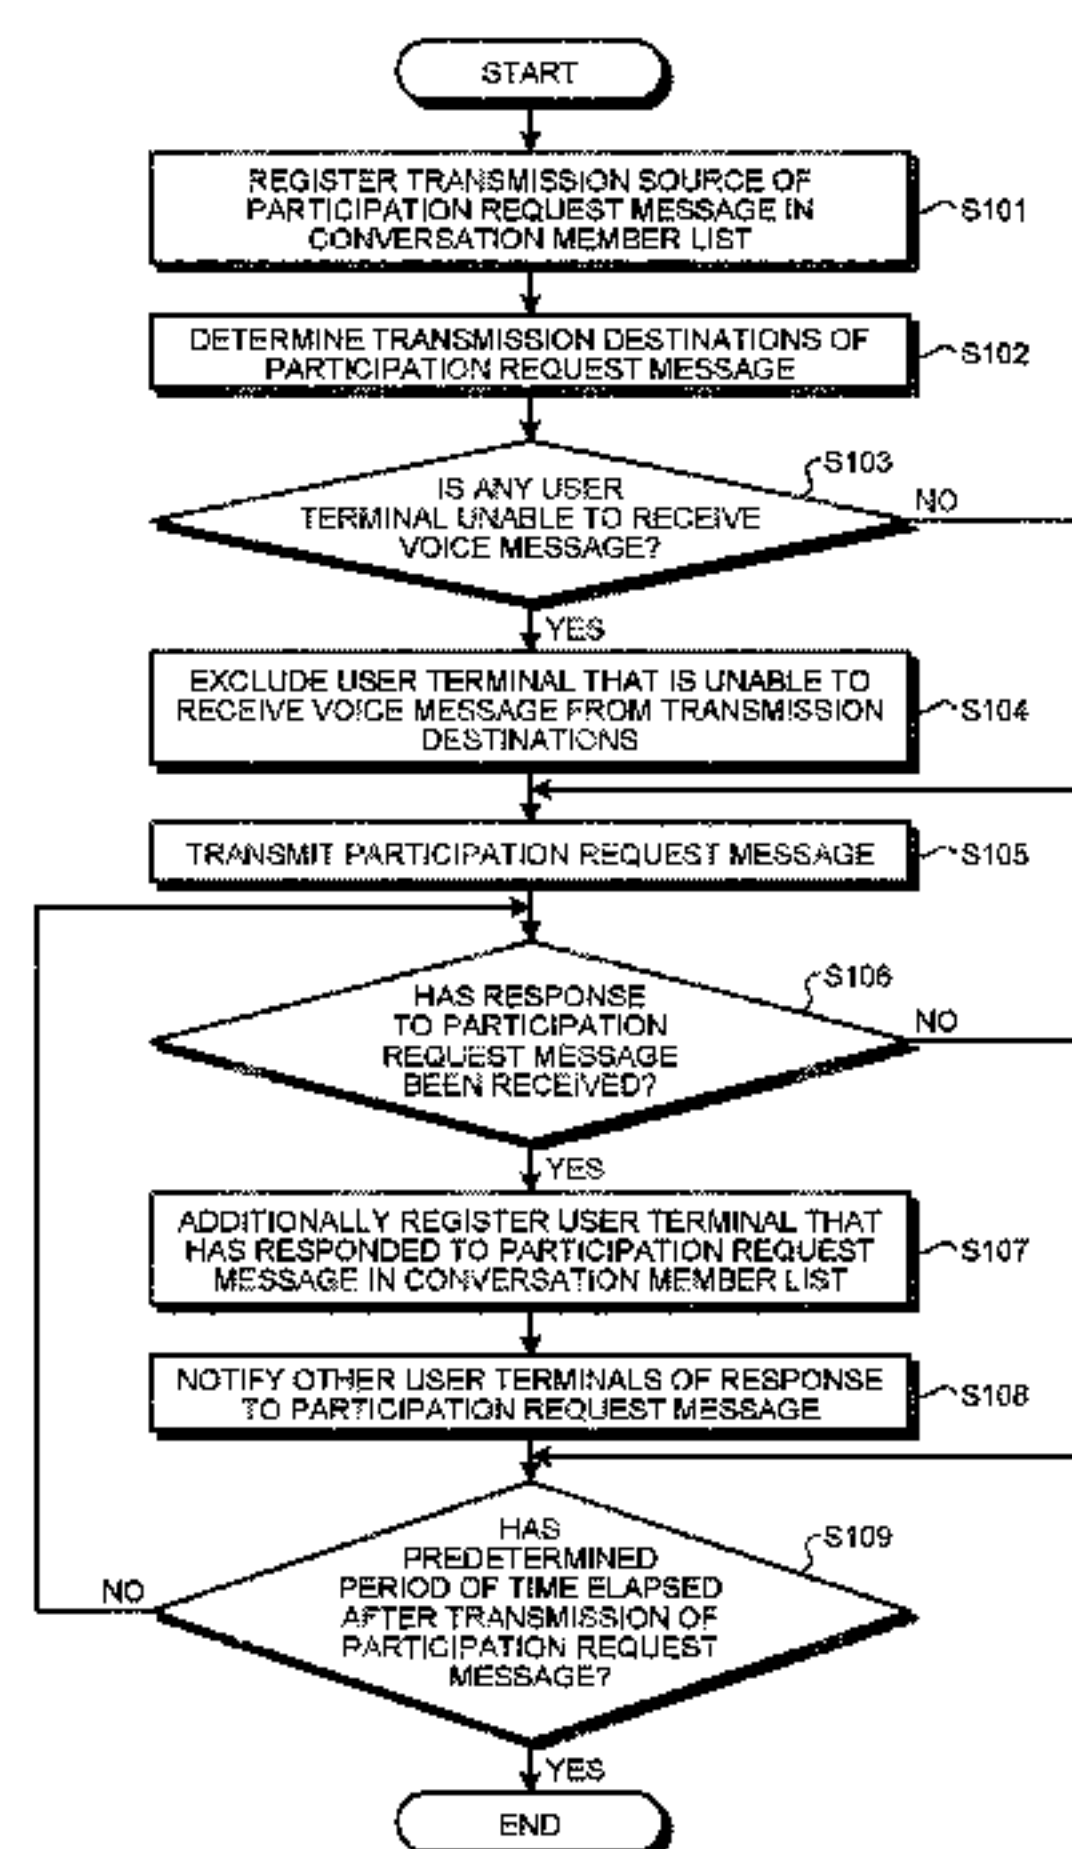 START
REGISTER TRANSMISSION SOURCE OF
PARTICIPATION REQUEST MESSAGE IN
CONVERSATION MEMBER LIST
S101
DETERMINE TRANSMISSION DESTINATIONS OF
PARTICIPATION REQUEST MESSAGE
S102
S103
IS ANY USER
TERMINAL UNABLE TO RECEIVE
VOICE MESSAGE?
NO
YES
EXCLUDE USER TERMINAL THAT IS UNABLE TO
RECEIVE VOICE MESSAGE FROM TRANSMISSION
DESTINATIONS
S104
TRANSMIT PARTICIPATION REQUEST MESSAGE
S105
S106
HAS RESPONSE
TO PARTICIPATION
REQUEST MESSAGE
BEEN RECEIVED?
NO
YES
ADDITIONALLY REGISTER USER TERMINAL THAT
HAS RESPONDED TO PARTICIPATION REQUEST
MESSAGE IN CONVERSATION MEMBER LIST
S107
NOTIFY OTHER USER TERMINALS OF RESPONSE
TO PARTICIPATION REQUEST MESSAGE
S108
S109
HAS
PREDETERMINED
PERIOD OF TIME ELAPSED
AFTER TRANSMISSION OF
PARTICIPATION REQUEST
MESSAGE?
NO
YES
END